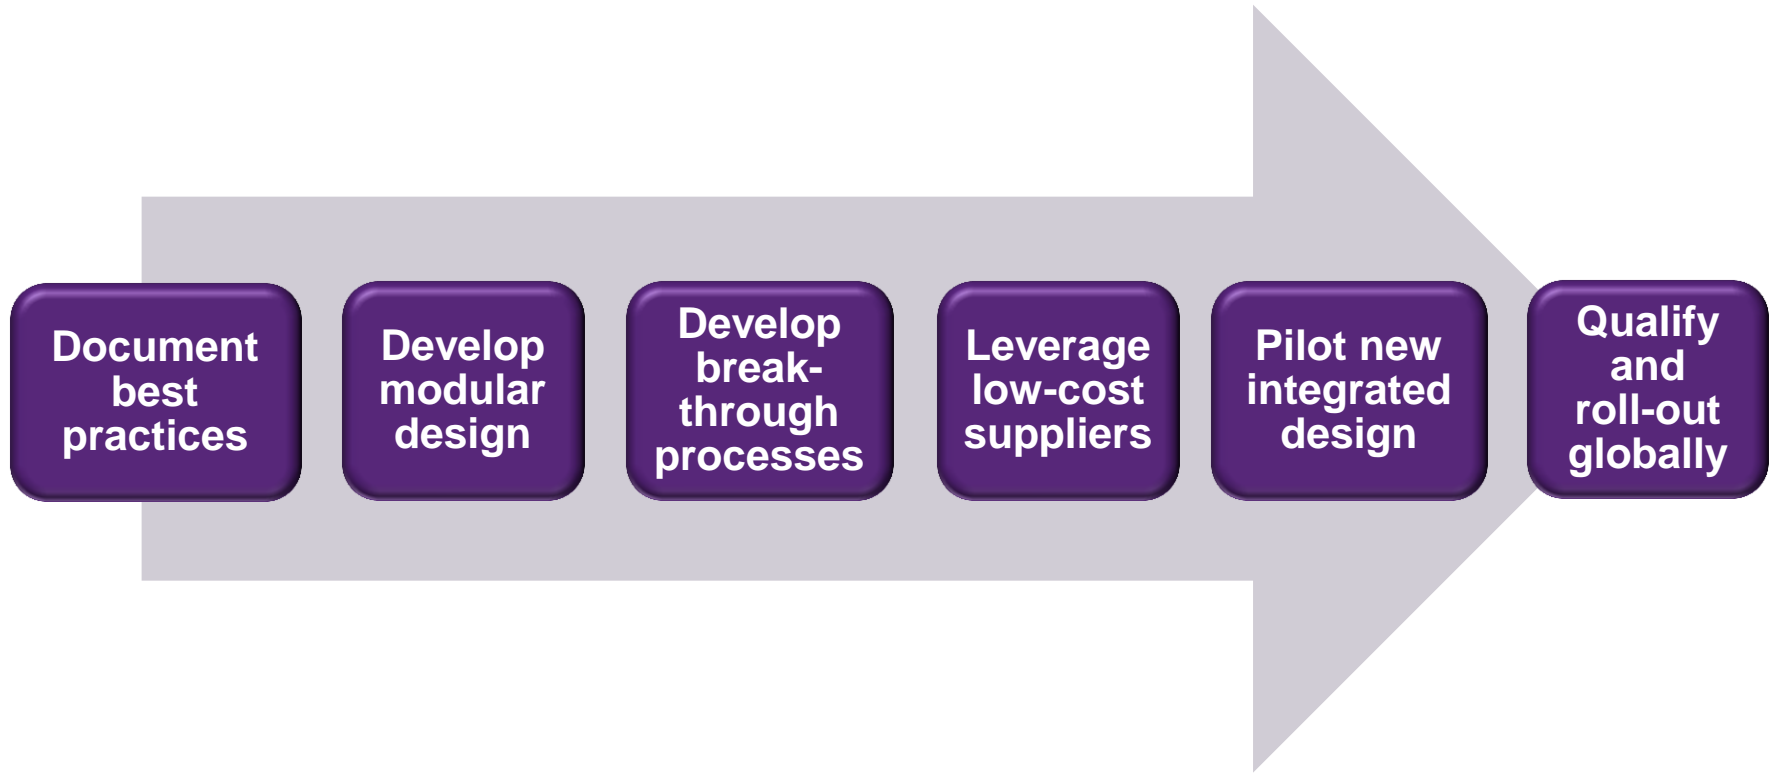 Document
best
practices
Develop
modular
design
Develop
break-
through
processes
Leverage
low-cost
suppliers
Pilot new
integrated
design
Qualify
and
roll-out
globally